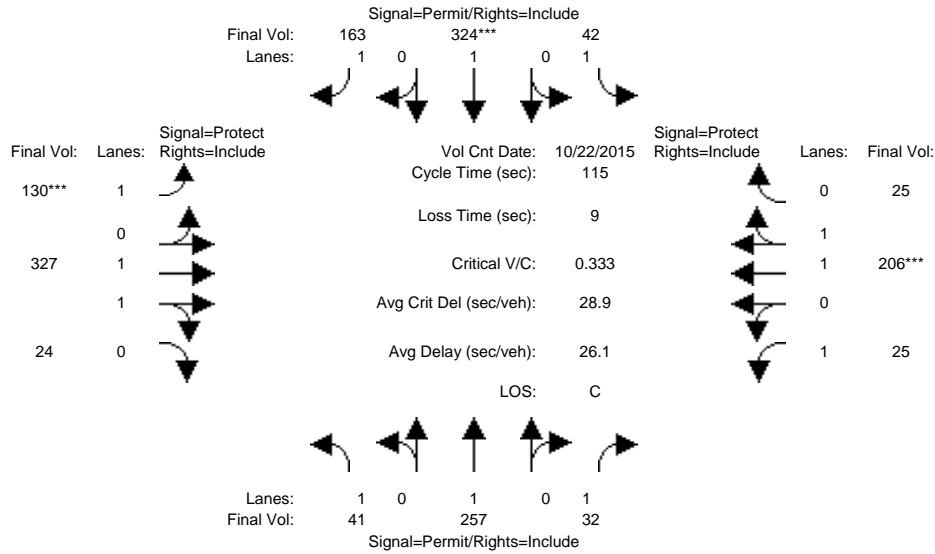 Signal=Permit/Rights=Include
Final Vol: 163 324*** 42
Lanes: 1 0 1 0 1
Signal=Protect Signal=Protect
Final Vol: Lanes: Rights=Include Vol Cnt Date: 10/22/2015 Rights=Include Lanes: Final Vol:
Cycle Time (sec): 115
130*** 1 0 25
Loss Time (sec): 9
0 1
327 1 Critical V/C: 0.333 1 206***
1 Avg Crit Del (sec/veh): 28.9 0
24 0 Avg Delay (sec/veh): 26.1 1 25
LOS: C
Lanes: 1 0 1 0 1
Final Vol: 41 257 32
Signal=Permit/Rights=Include